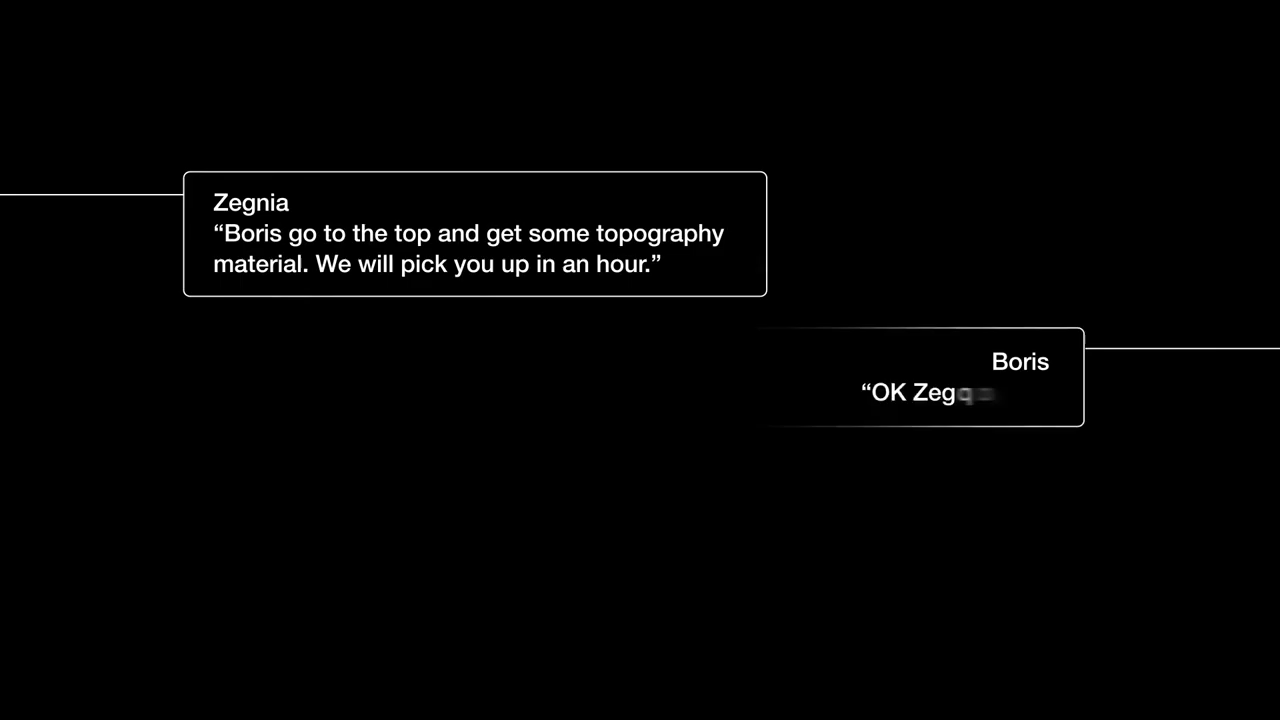 Zegnia
“Boris go to the top and get some topography
material. We will pick you up in an hour.”
Boris
“OK